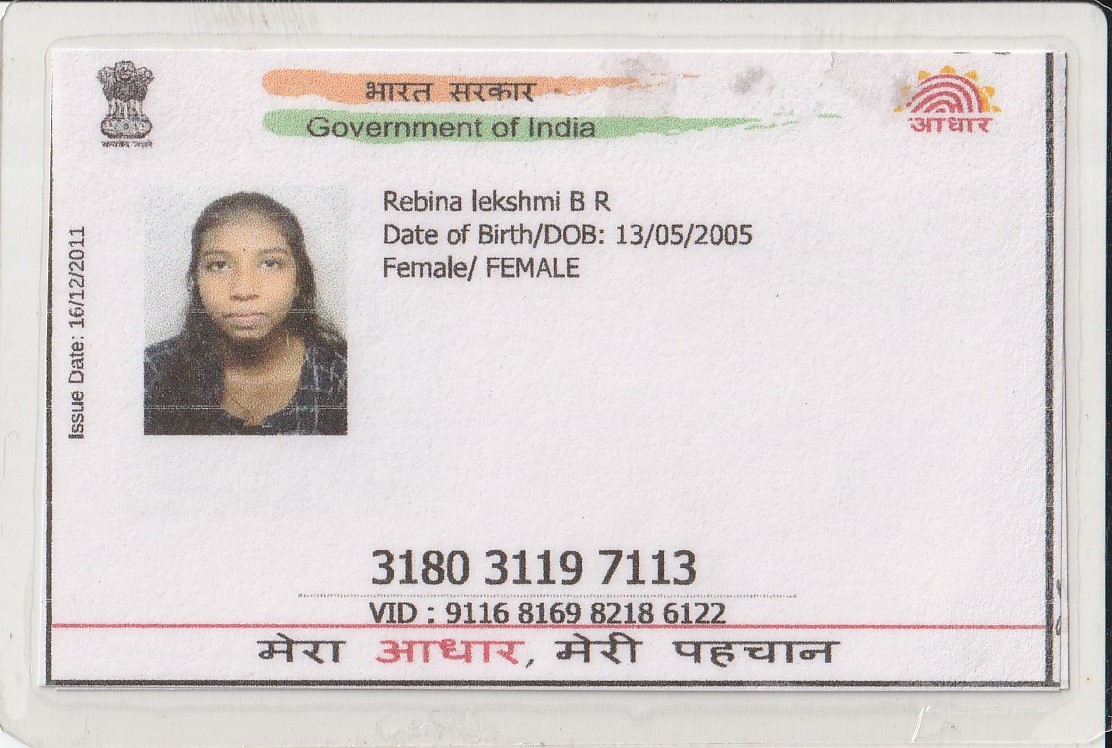 भारत सरकार
Government of India
आधार
Issue Date: 16/12/2011
Rebina lekshmi B R
Date of Birth/DOB: 13/05/2005
Female/ FEMALE
3180 3119 7113
VID : 9116 8169 8218 6122
मेरा आधार, मेरी पहचान